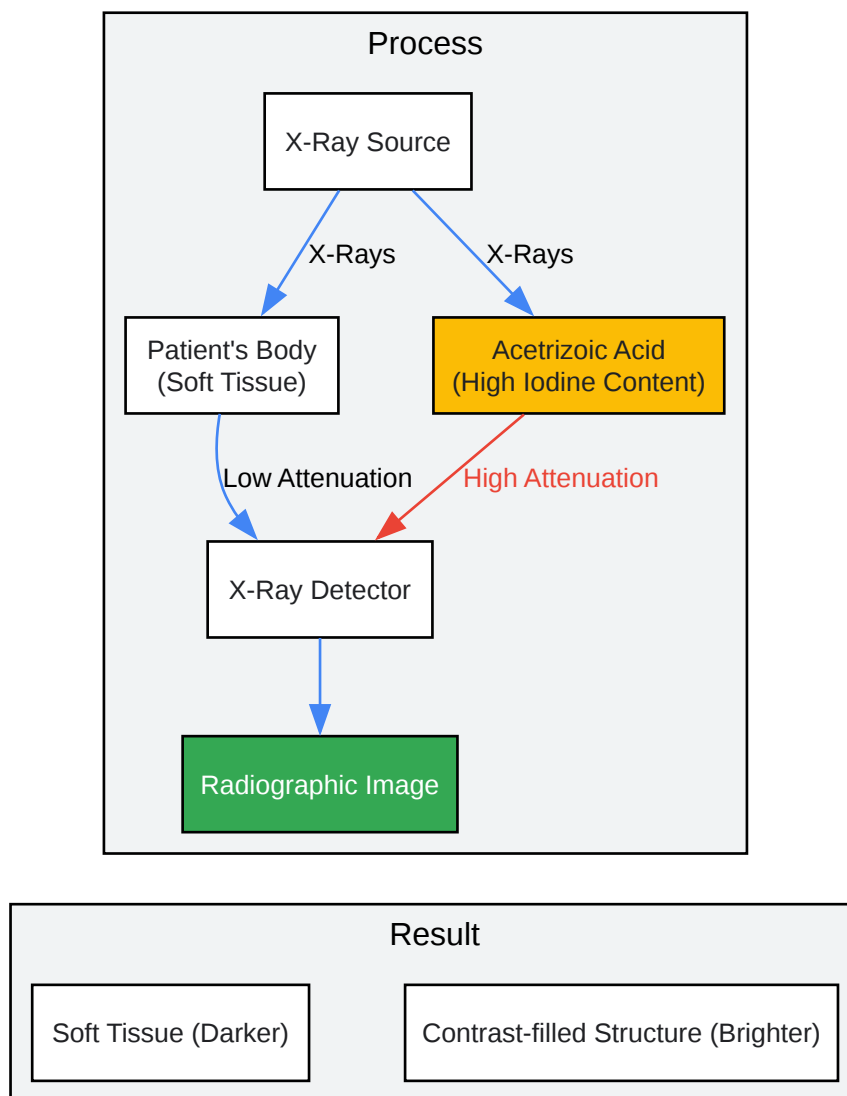 Process
X-Ray Source
X-Rays
X-Rays
Patient's Body
(Soft Tissue)
Acetrizoic Acid
(High Iodine Content)
Low Attenuation
High Attenuation
X-Ray Detector
Radiographic Image
Result
Soft Tissue (Darker)
Contrast-filled Structure (Brighter)